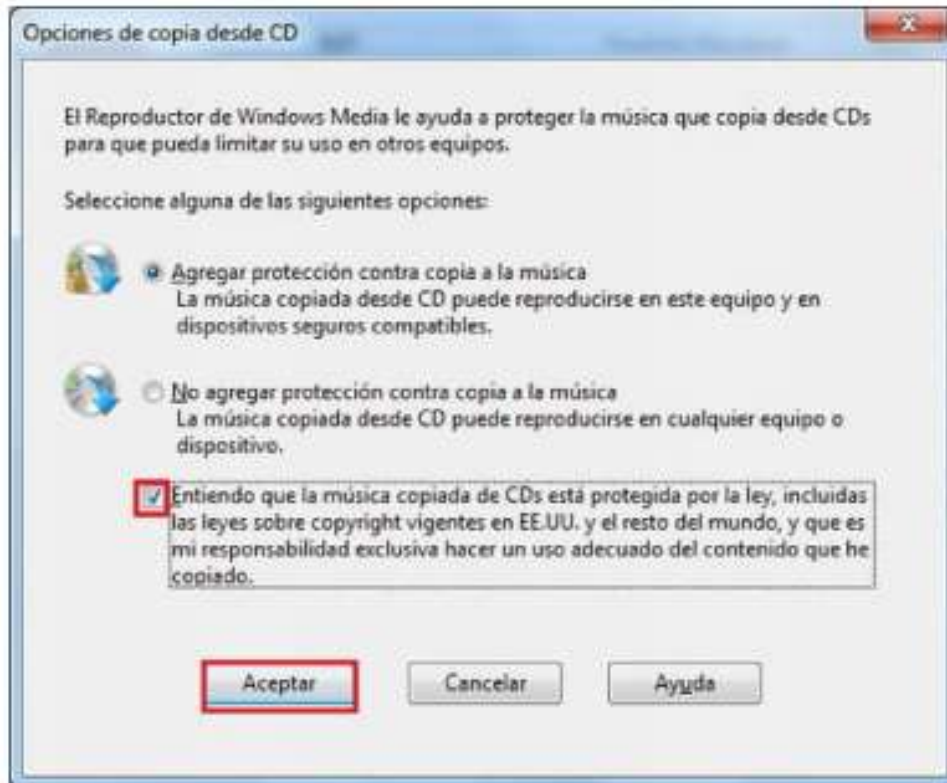 Opciones de copia desde CD
El Reproductor de Windows Media le ayuda a proteger la música que copia desde CDs
para que pueda limitar su uso en otros equipos.
Seleccione alguna de las siguientes opciones:
Agregar protección contra copia a la música
La música copiada desde CD puede reproducirse en este equipo y en
dispositivos seguros compatibles.
No agregar protección contra copia a la música
La música copiada desde CD puede reproducirse en cualquier equipo o
dispositivo.
Entiendo que la música copiada de CDs está protegida por la ley, incluidas
las leyes sobre copyright vigentes en EE.UU. y el resto del mundo, y que es
mi responsabilidad exclusiva hacer un uso adecuado del contenido que he
copiado.
Aceptar
Cancelar
Ayuda